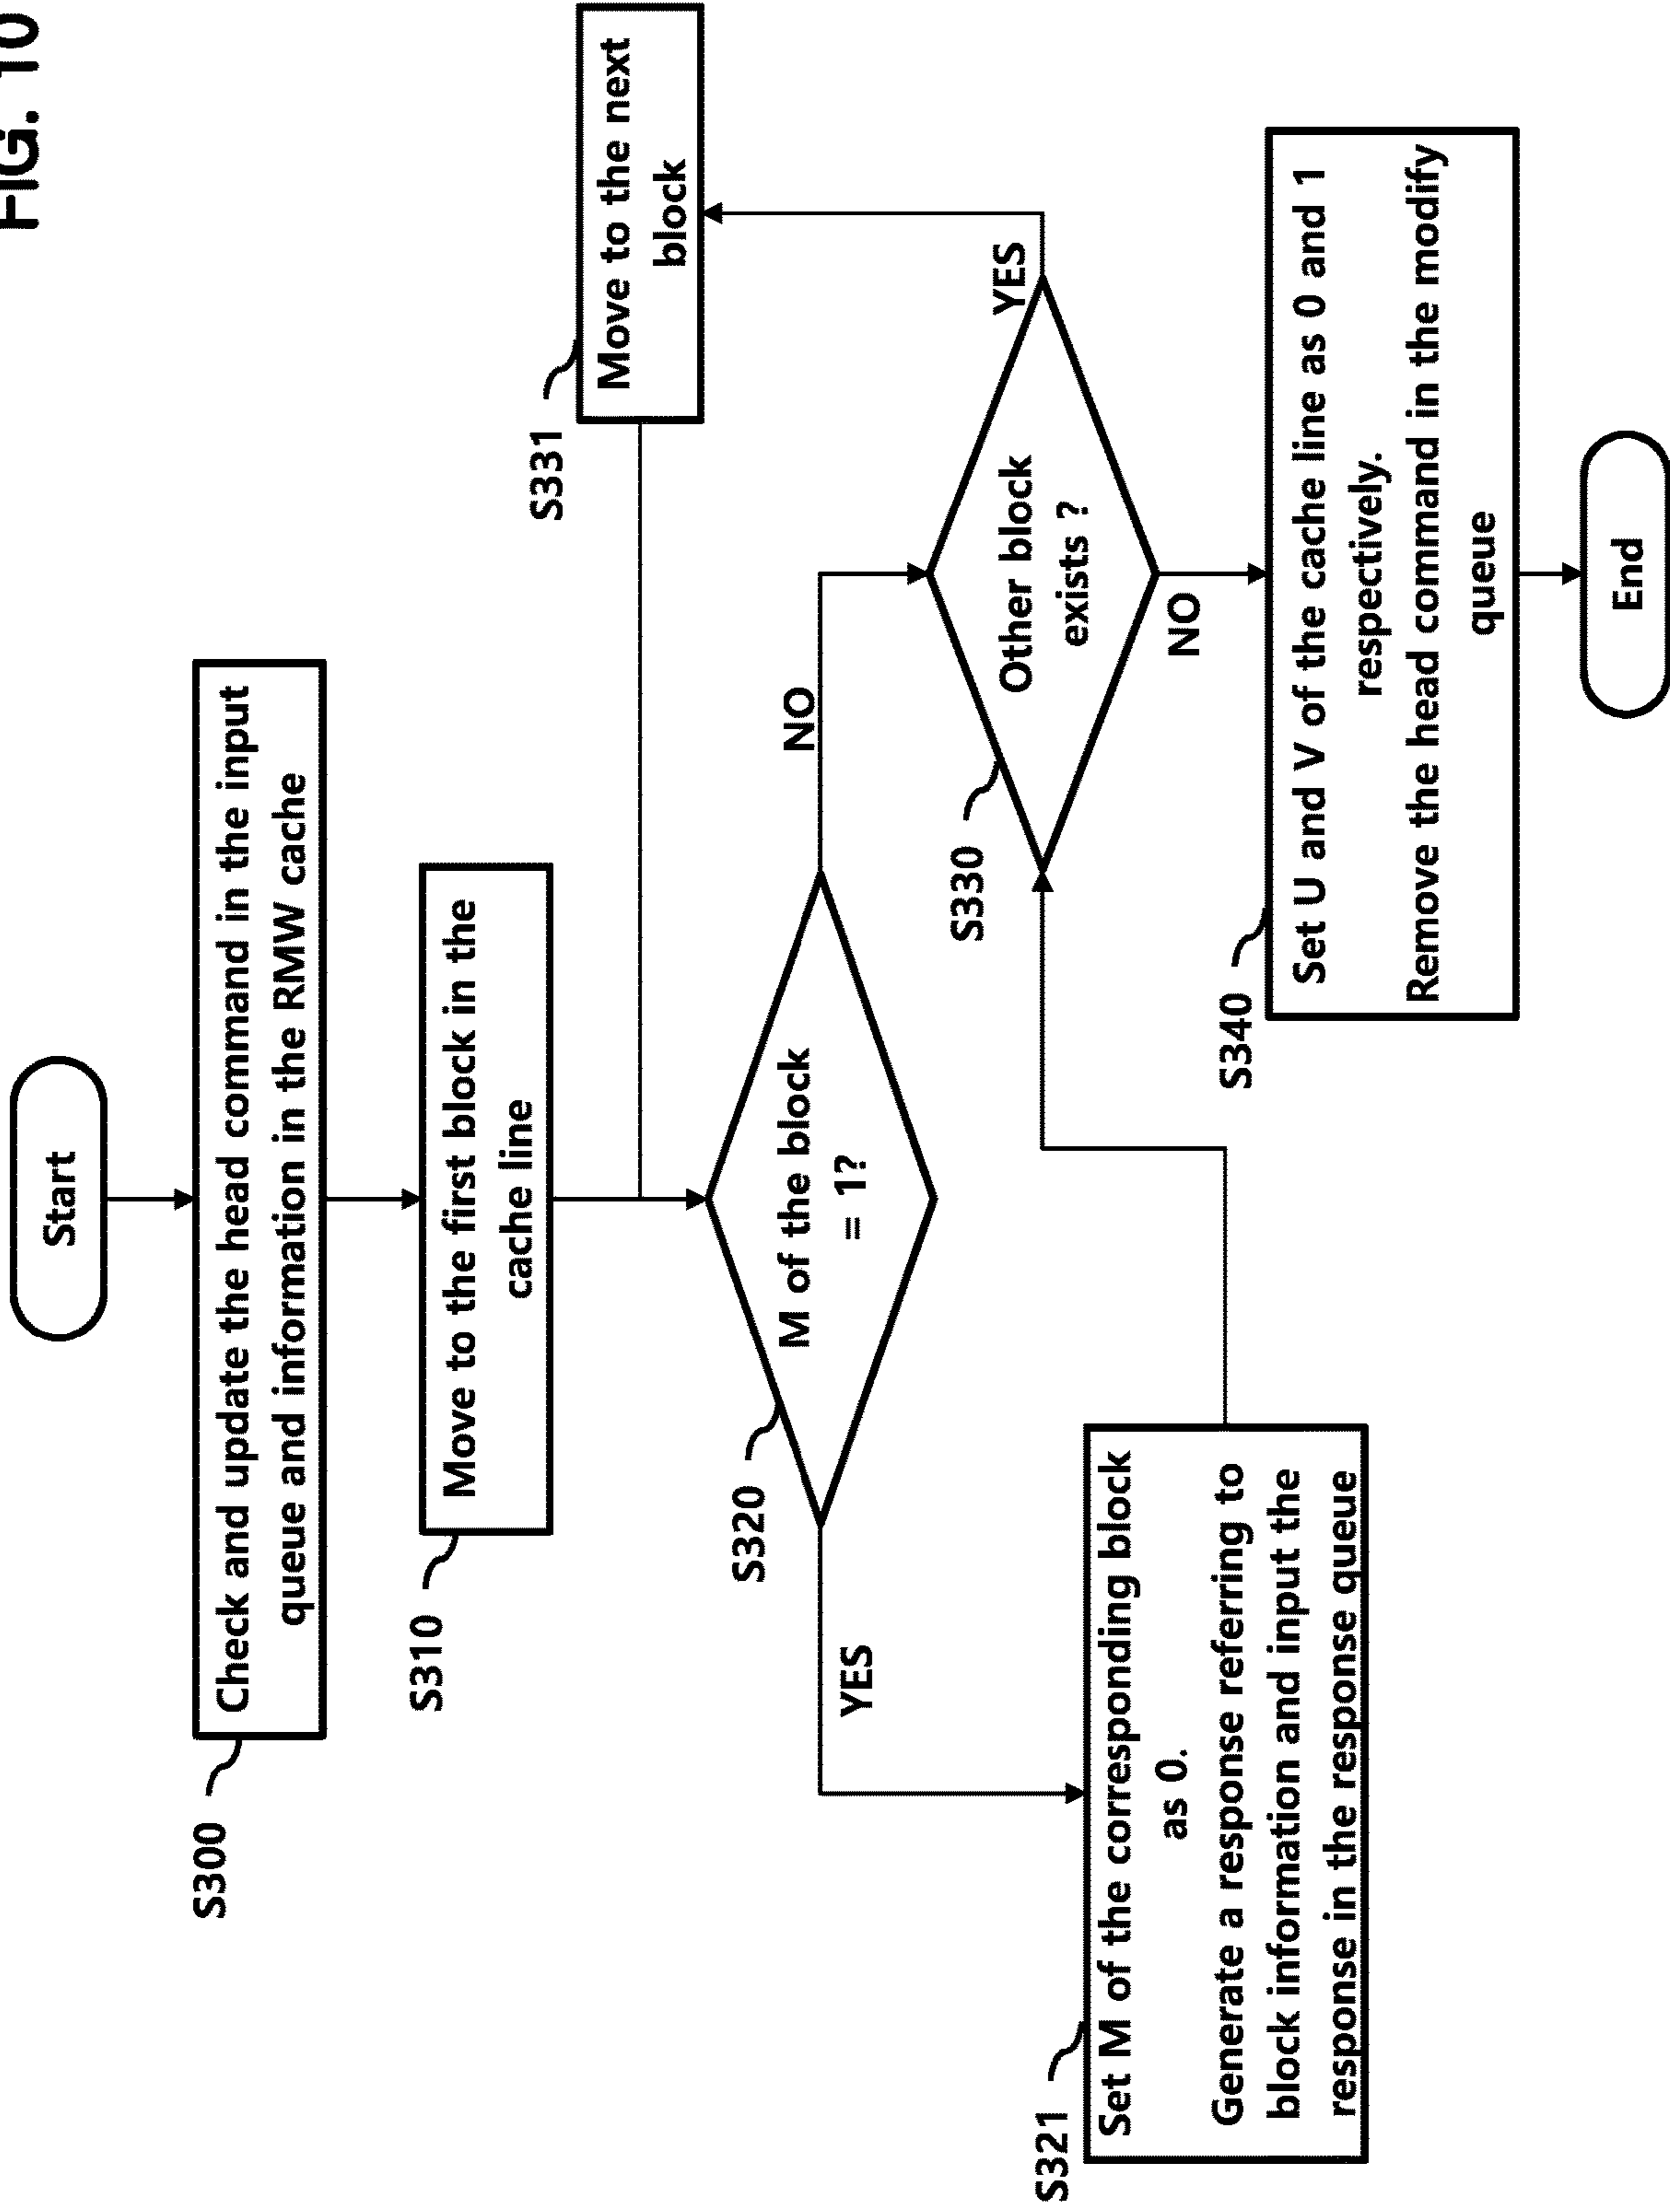 FIG. 10
Start
S300
Check and update the head command in the input
queue and information in the RMW cache
S310
Move to the first block in the
cache line
S331
Move to the next
block
S320
M of the block
= 1?
YES
NO
S321
Set M of the corresponding block
as 0.
Generate a response referring to
block information and input the
response in the response queue
S330
Other block
exists ?
YES
NO
S340
Set U and V of the cache line as 0 and 1
respectively.
Remove the head command in the modify
queue
End